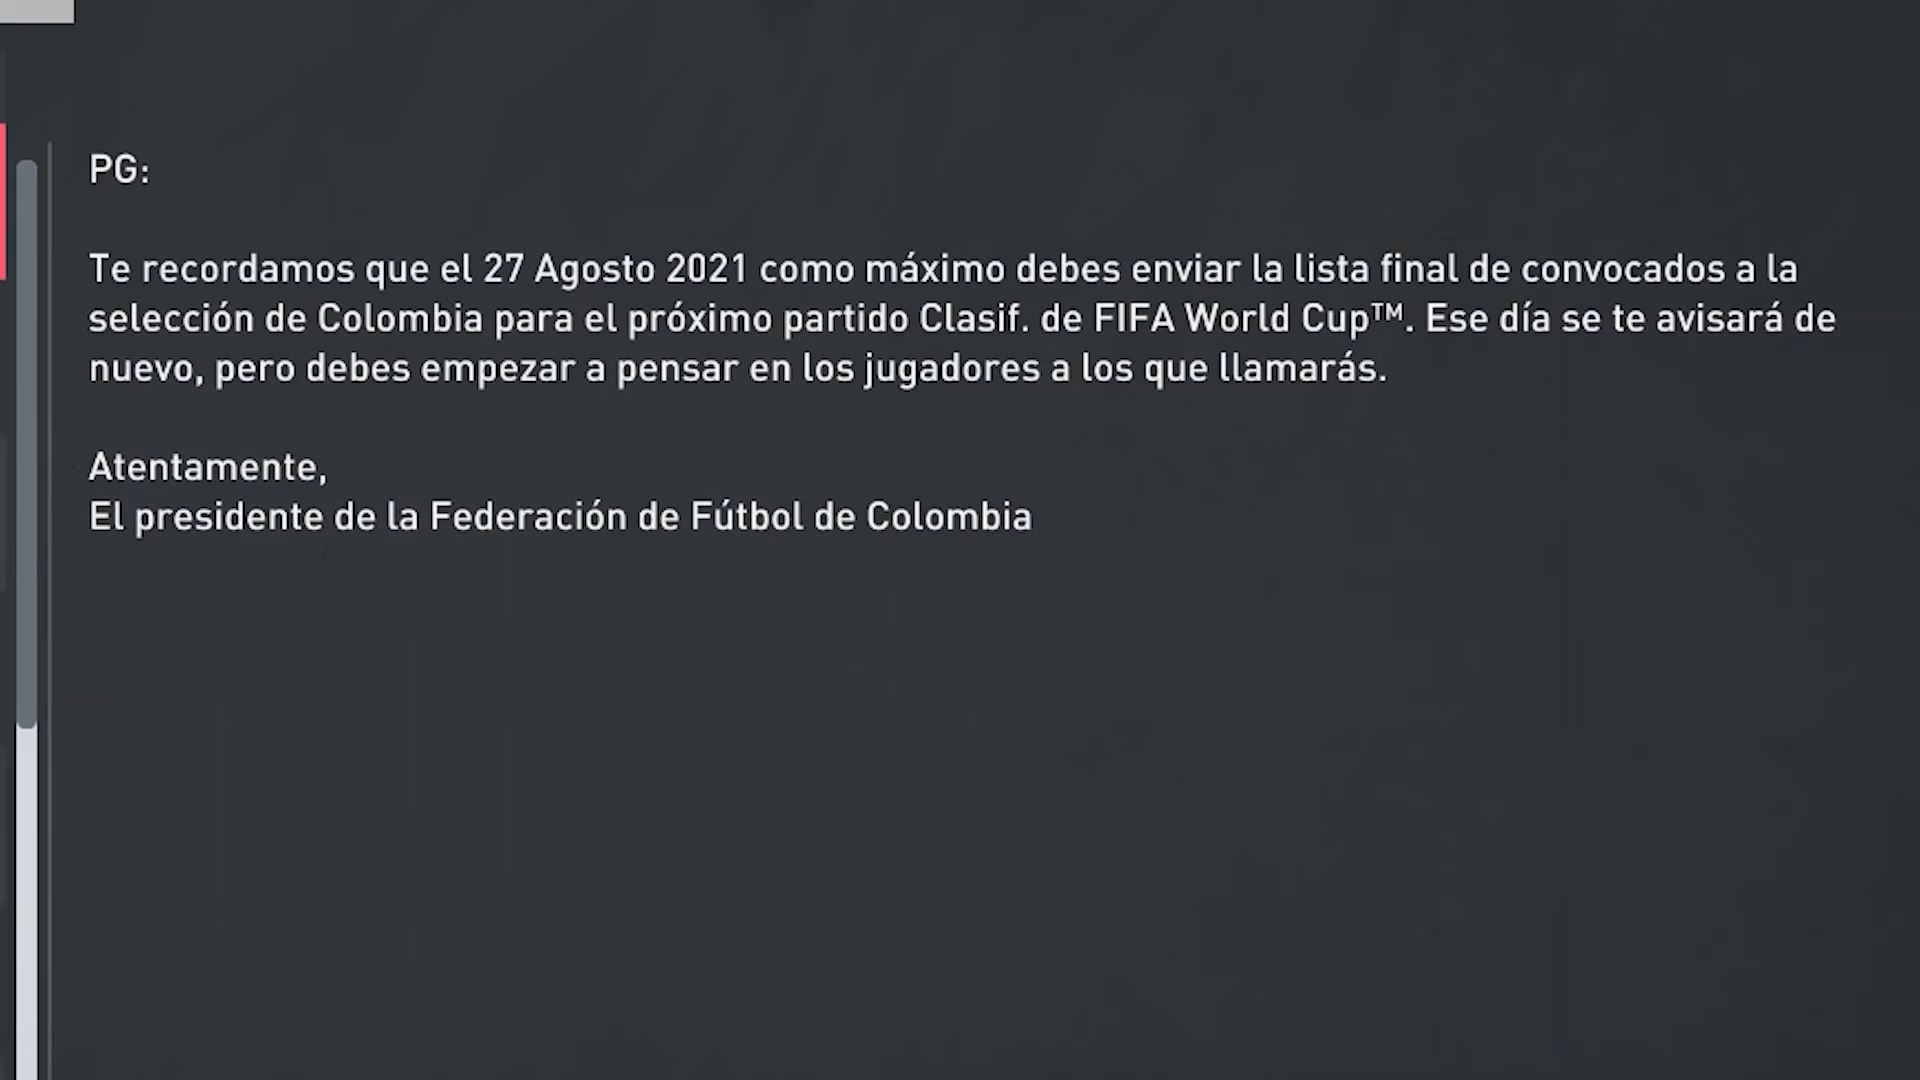 PG:
Te recordamos que el 27 Agosto 2021 como máximo debes enviar la lista final de convocados a la
selección de Colombia para el próximo partido Clasif. de FIFA World Cup™. Ese día se te avisará de
nuevo, pero debes empezar a pensar en los jugadores a los que llamarás.
Atentamente,
El presidente de la Federación de Fútbol de Colombia